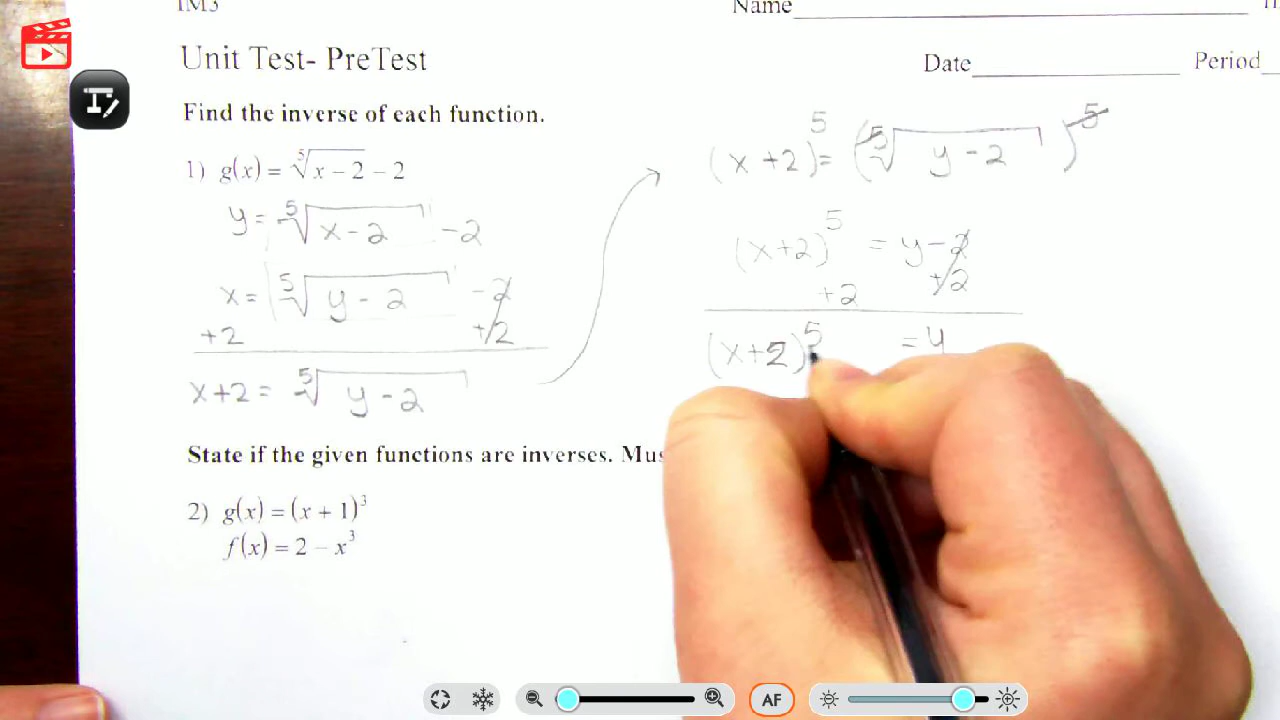 IM3
Name
Unit Test- PreTest
Date Period
Find the inverse of each function.
1) g(x) = ⁵√x − 2 − 2
y = ⁵√x - 2 - 2
x = (⁵√y - 2 - 2
+2 +2
x+2 = ⁵√y - 2
(x+2)⁵ = (⁵√y - 2)⁵
(x+2)⁵ = y - 2
+2 +2
(x+2)⁵ = y
State if the given functions are inverses.
2) g(x) = (x + 1)³
f(x) = 2 − x³
AF